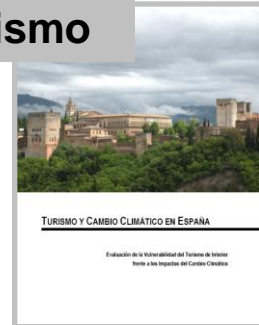 ismo
TURISMO Y CAMBIO CLIMÁTICO EN ESPAÑA
Evaluación de la Vulnerabilidad del Turismo de Interior
frente a los Impactos del Cambio Climático